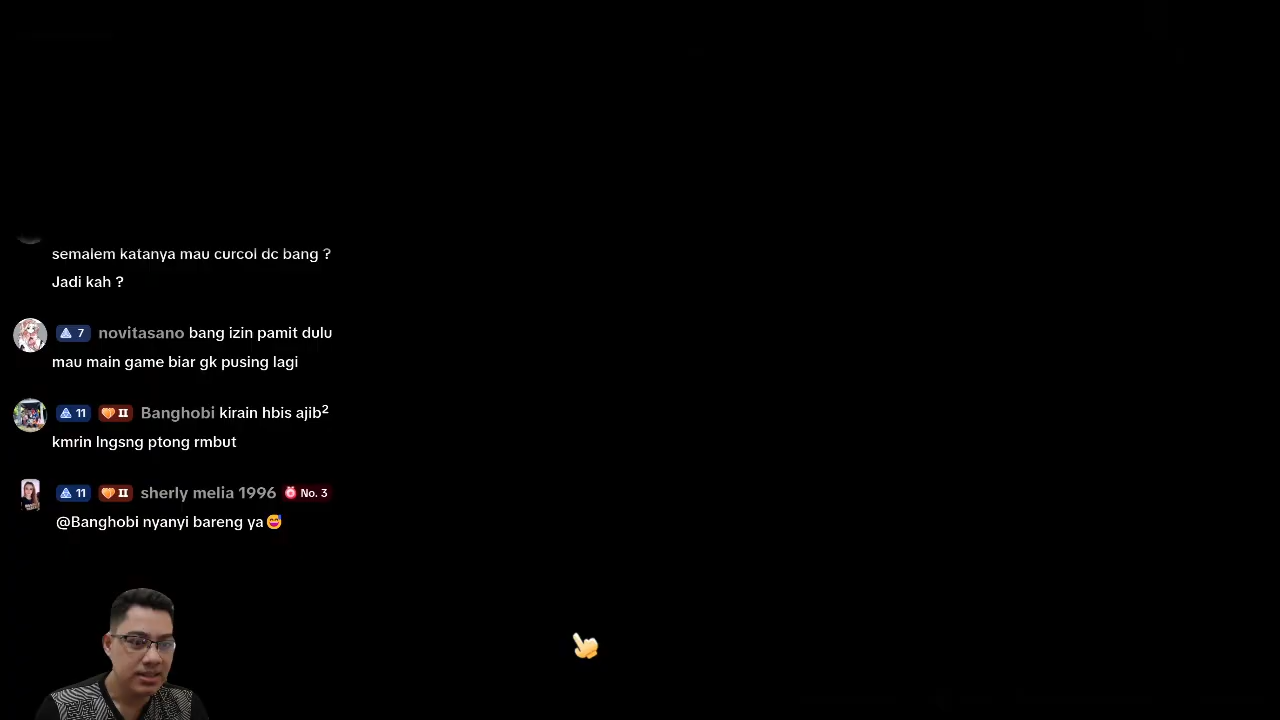 semalem katanya mau curcol dc bang ?
Jadi kah ?
7 novitasano bang izin pamit dulu
mau main game biar gk pusing lagi
11 II Banghobi kirain hbis ajib²
kmrin lngsng ptong rmbut
11 II sherly melia 1996 No. 3
@Banghobi nyanyi bareng ya😅